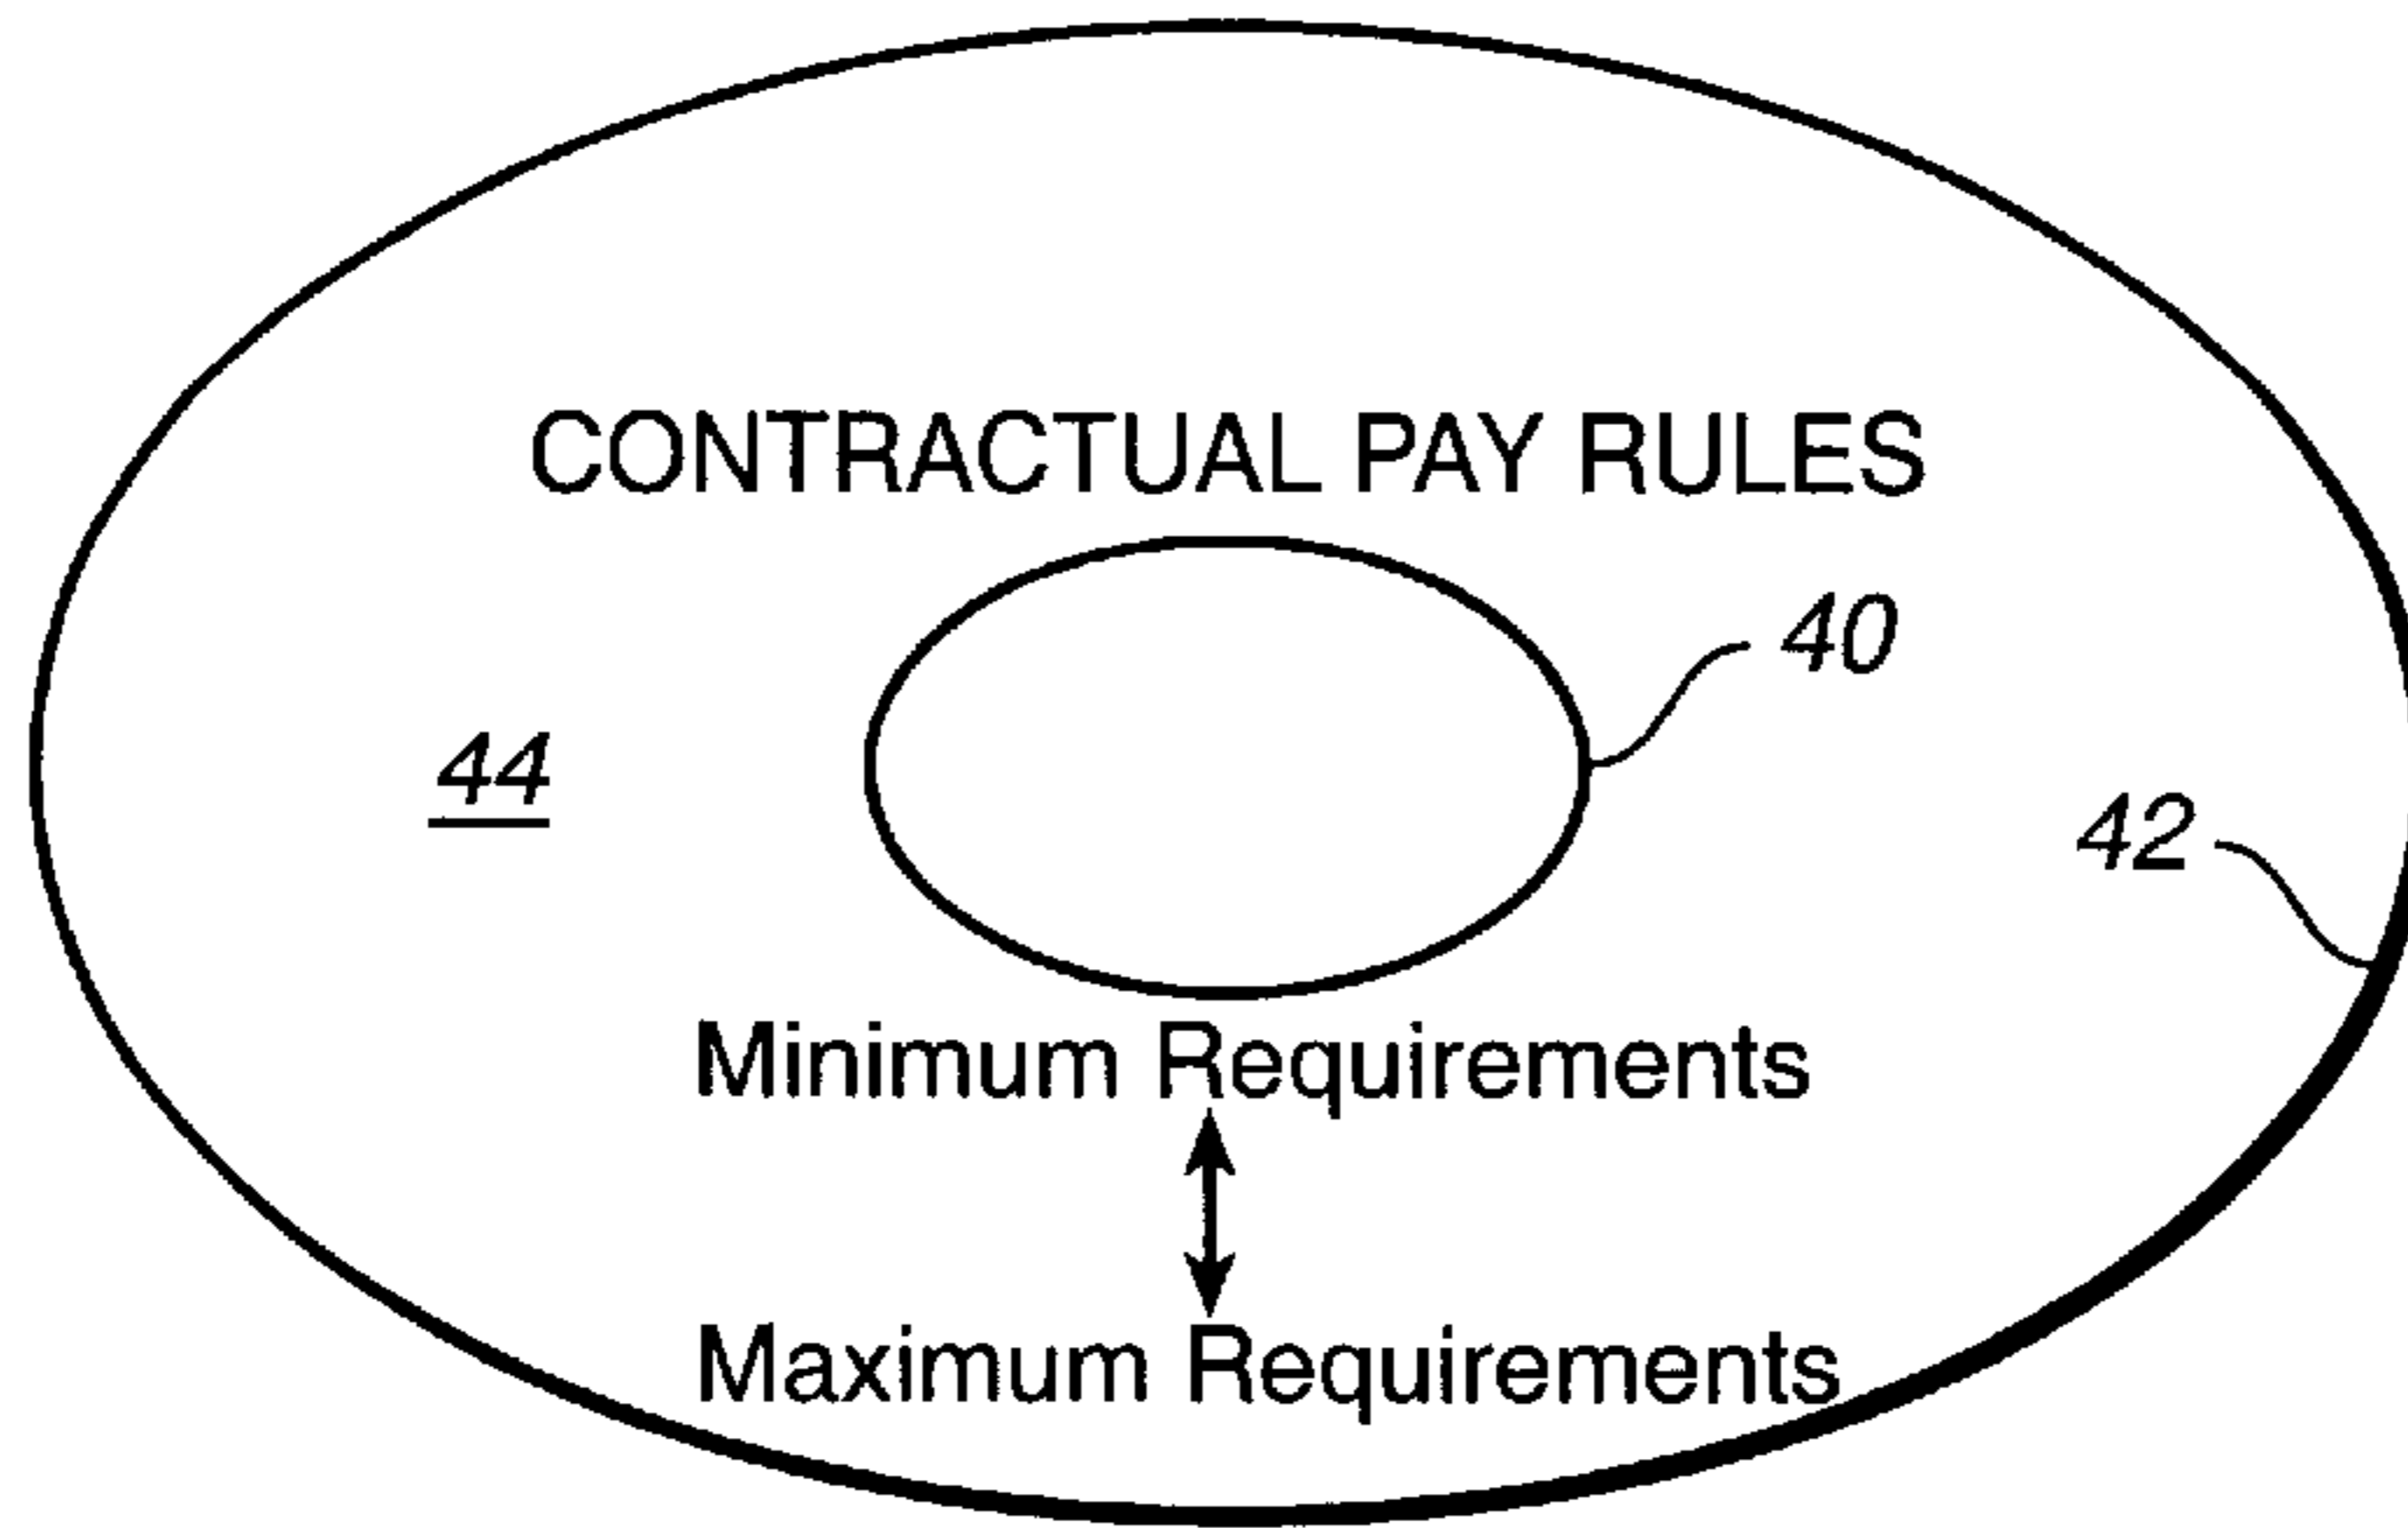 CONTRACTUAL PAY RULES
40
44
42
Minimum Requirements
Maximum Requirements